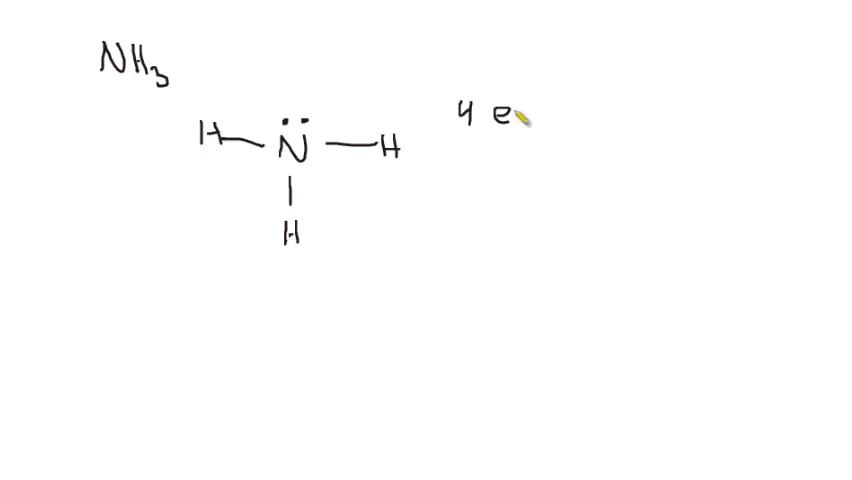 NH₃
H — N̈ — H 4 e
|
H